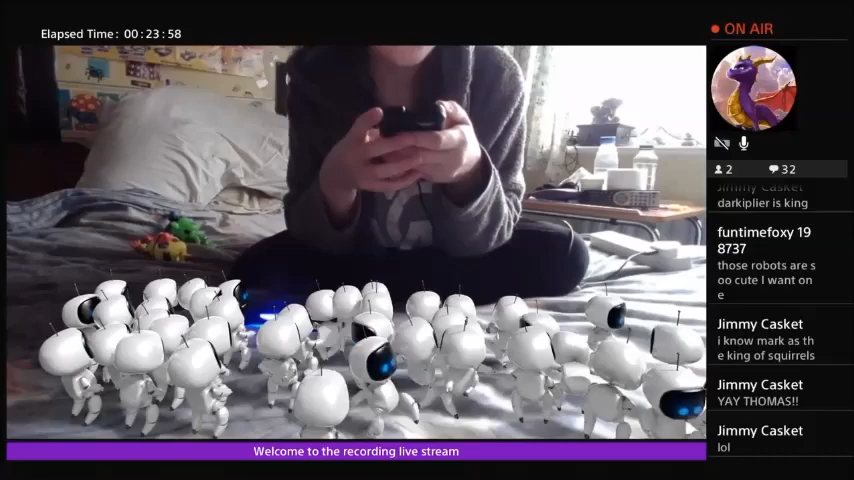 Elapsed Time: 00:23:58
ON AIR
2
32
Jimmy Casket
darkiplier is king
funtimefoxy 19
8737
those robots are s
oo cute I want on
e
Jimmy Casket
i know mark as th
e king of squirrels
Jimmy Casket
YAY THOMAS!!
Jimmy Casket
lol
Welcome to the recording live stream